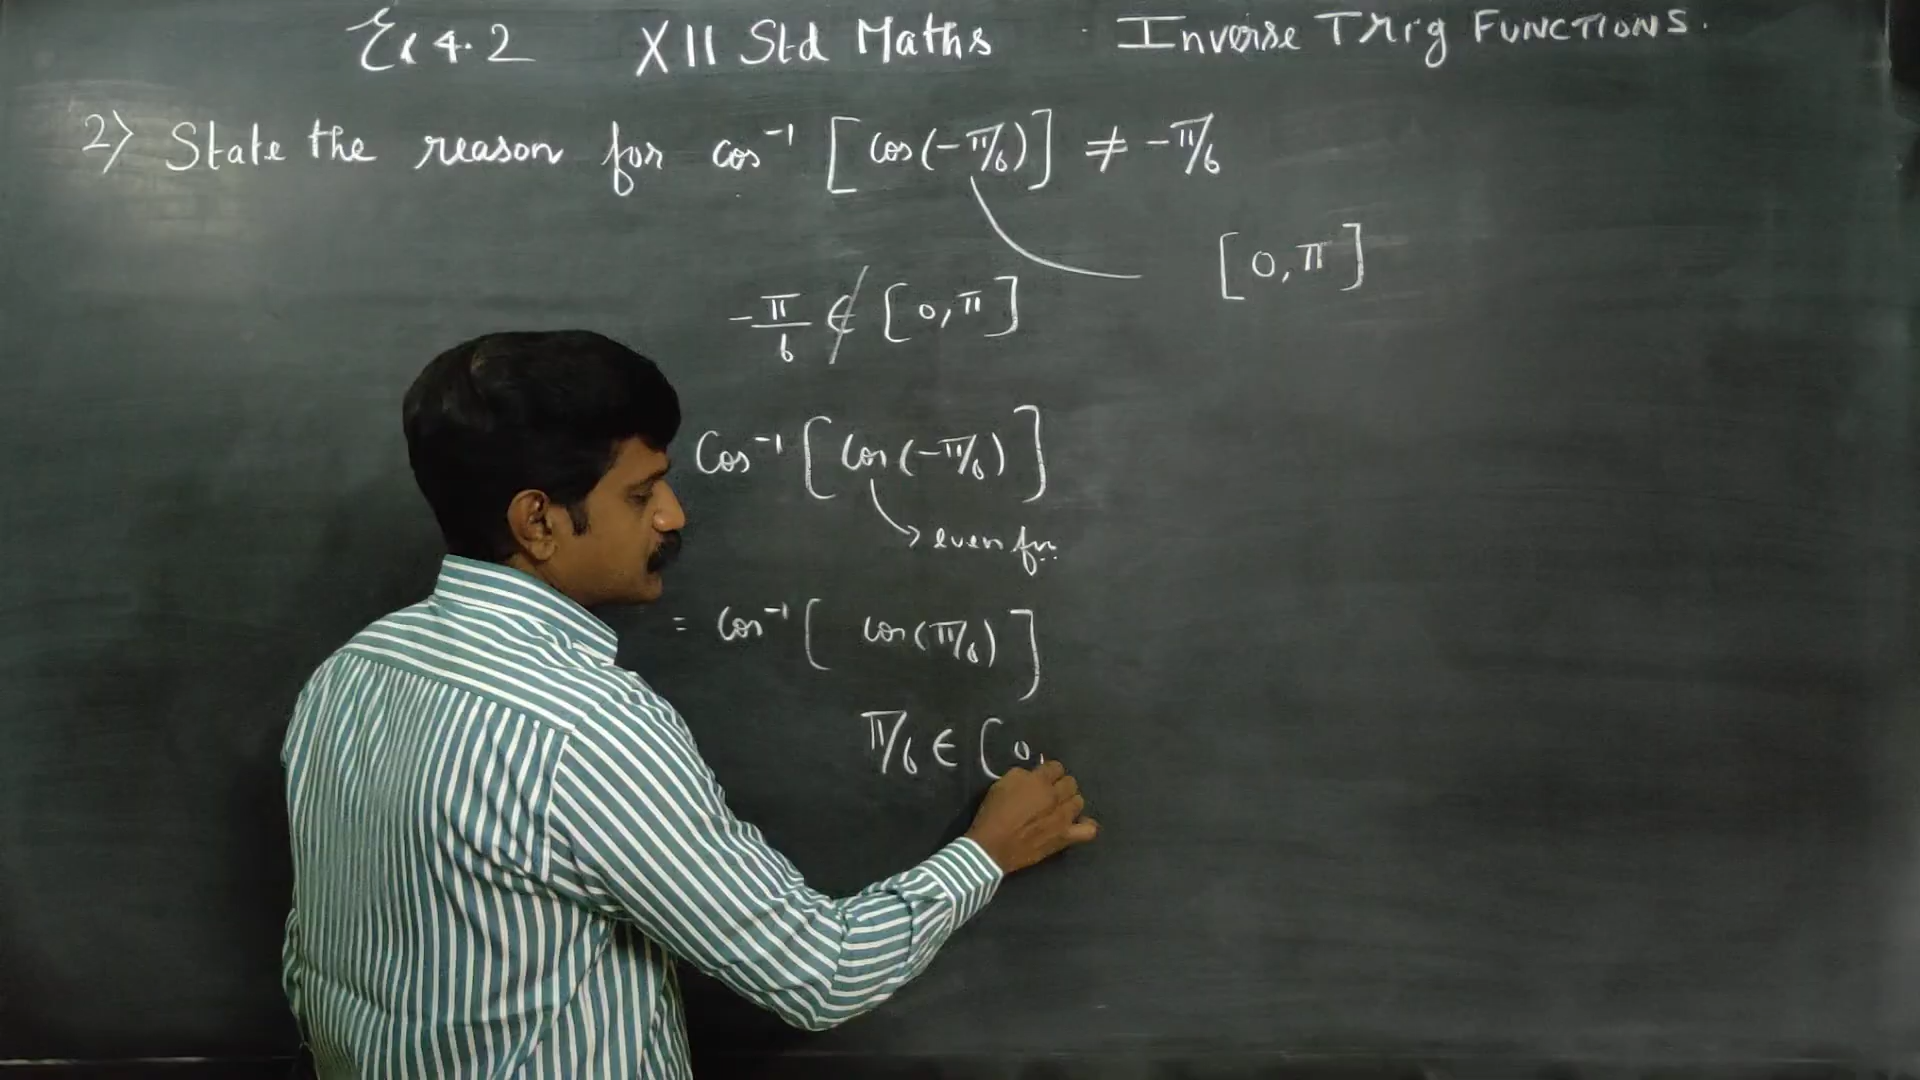 Ex 4.2 XII Std Maths Inverse Trig FUNCTIONS.
2) State the reason for cos⁻¹ [cos(-π/6)] ≠ -π/6
[0, π]
-π/6 ∉ [0, π]
Cos⁻¹ [cos(-π/6)]
→ even fn.
= cos⁻¹ [cos(π/6)]
π/6 ∈ [0,